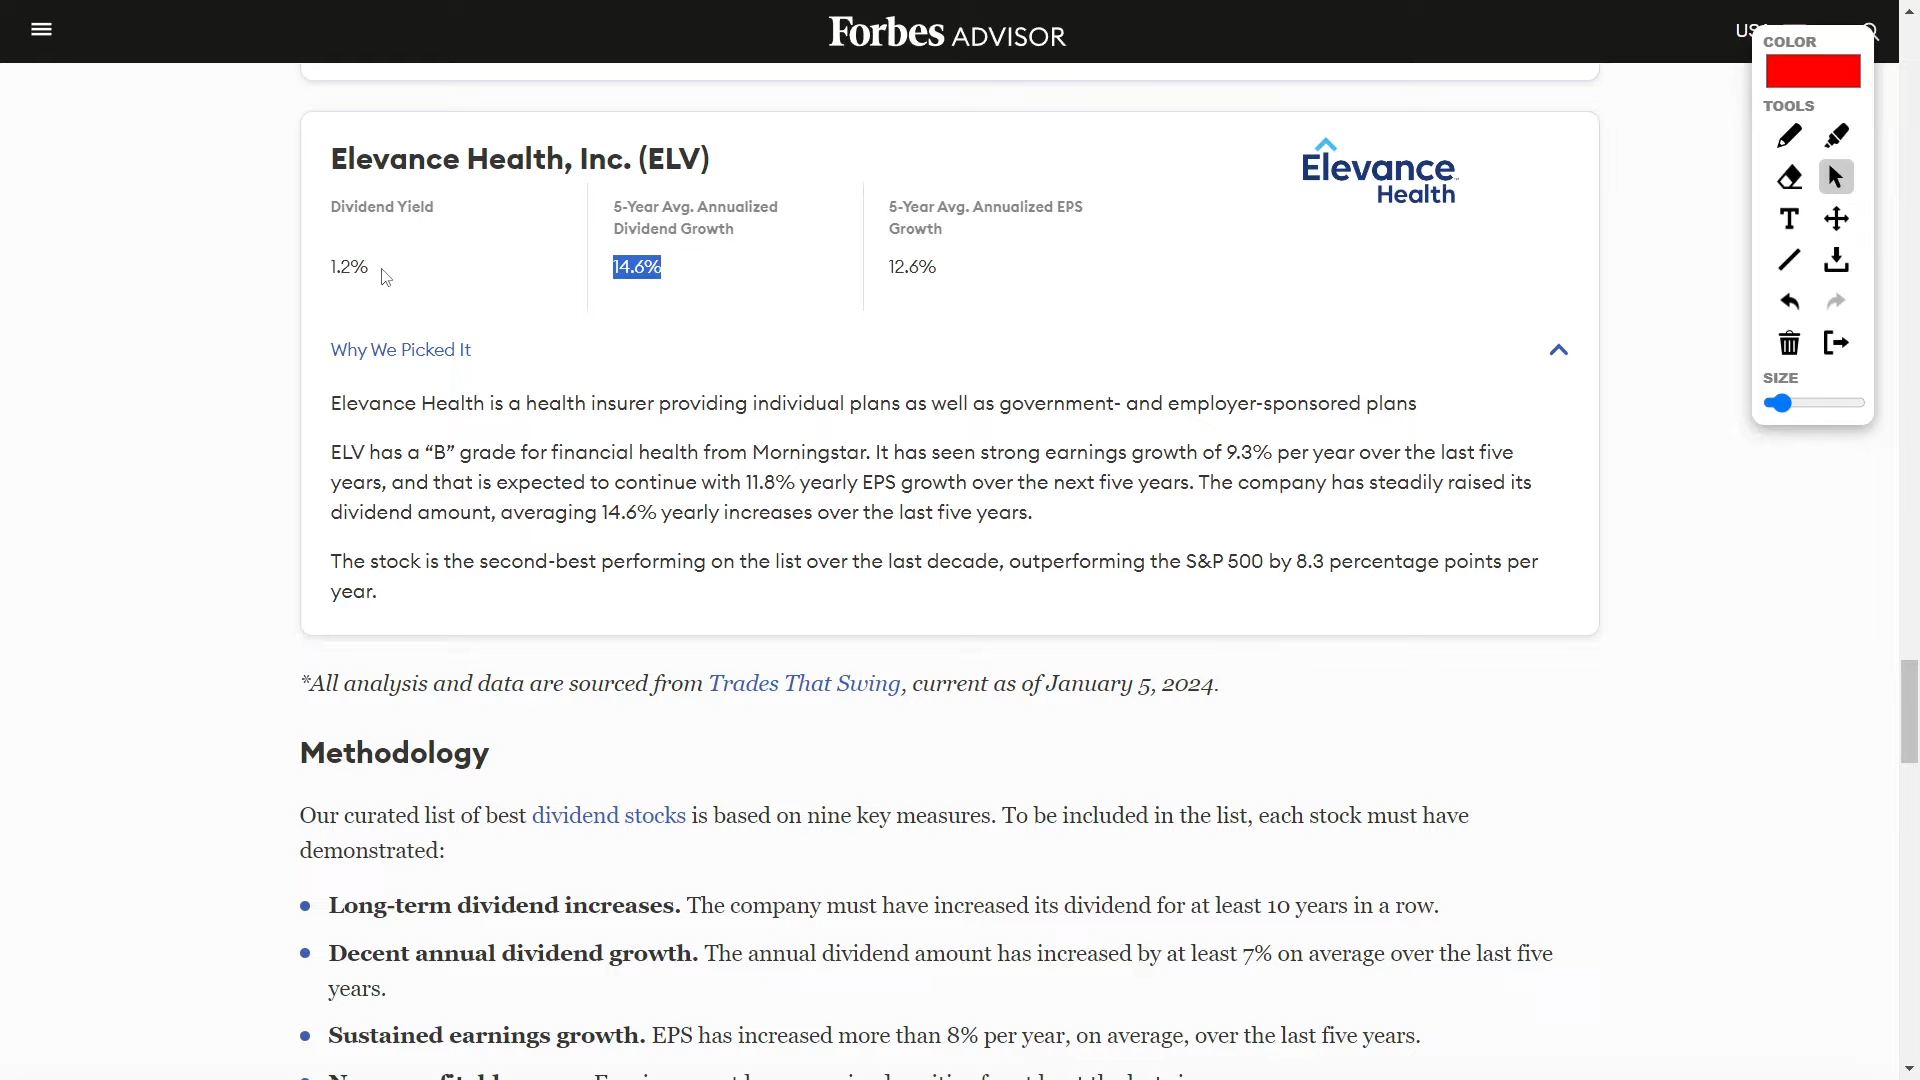 Forbes ADVISOR
COLOR
TOOLS
SIZE
Elevance Health, Inc. (ELV)
Elevance
Health
Dividend Yield
1.2%
5-Year Avg. Annualized
Dividend Growth
14.6%
5-Year Avg. Annualized EPS
Growth
12.6%
Why We Picked It
Elevance Health is a health insurer providing individual plans as well as government- and employer-sponsored plans
ELV has a “B” grade for financial health from Morningstar. It has seen strong earnings growth of 9.3% per year over the last five
years, and that is expected to continue with 11.8% yearly EPS growth over the next five years. The company has steadily raised its
dividend amount, averaging 14.6% yearly increases over the last five years.
The stock is the second-best performing on the list over the last decade, outperforming the S&P 500 by 8.3 percentage points per
year.
*All analysis and data are sourced from Trades That Swing, current as of January 5, 2024.
Methodology
Our curated list of best dividend stocks is based on nine key measures. To be included in the list, each stock must have
demonstrated:
Long-term dividend increases. The company must have increased its dividend for at least 10 years in a row.
Decent annual dividend growth. The annual dividend amount has increased by at least 7% on average over the last five
years.
Sustained earnings growth. EPS has increased more than 8% per year, on average, over the last five years.